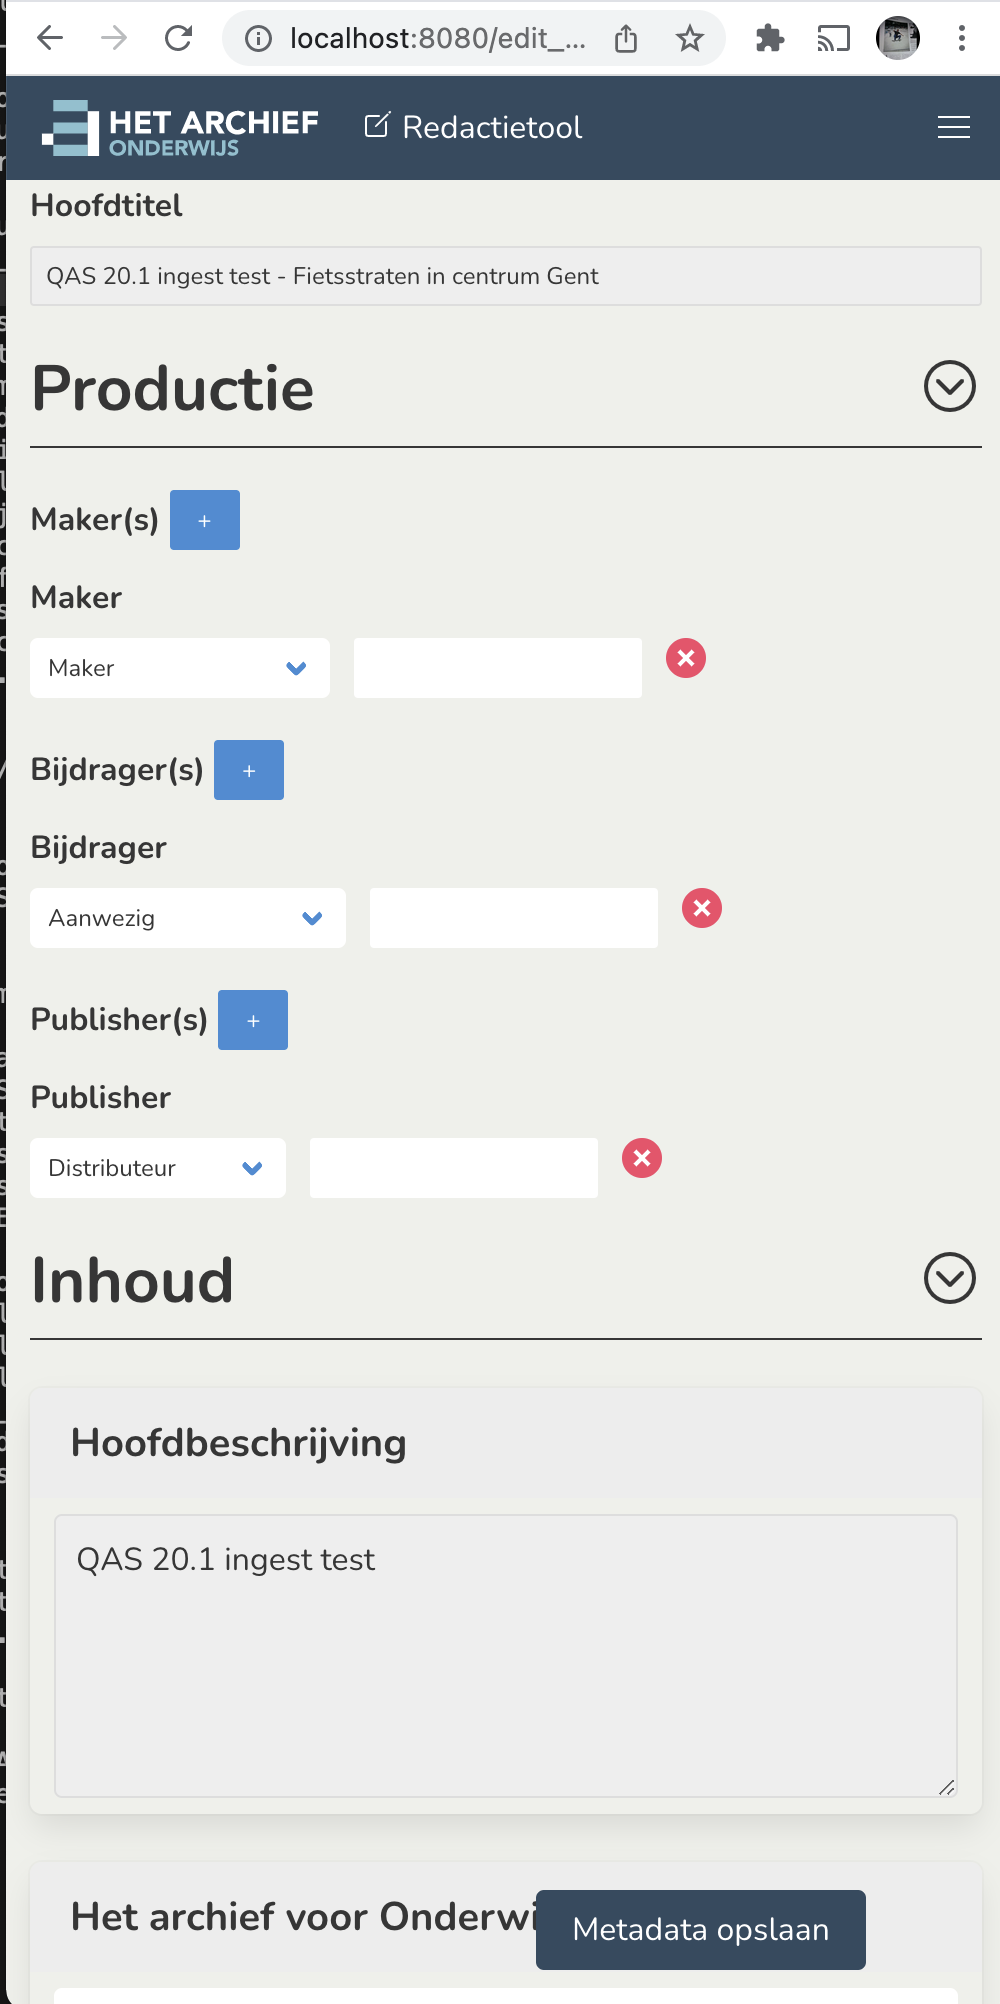 localhost:8080/edit_...
HET ARCHIEF
ONDERWIJS
Redactietool
Hoofdtitel
QAS 20.1 ingest test - Fietsstraten in centrum Gent
Productie
Maker(s) +
Maker
Maker
Bijdrager(s) +
Bijdrager
Aanwezig
Publisher(s) +
Publisher
Distributeur
Inhoud
Hoofdbeschrijving
QAS 20.1 ingest test
Het archief voor Onderwi
Metadata opslaan